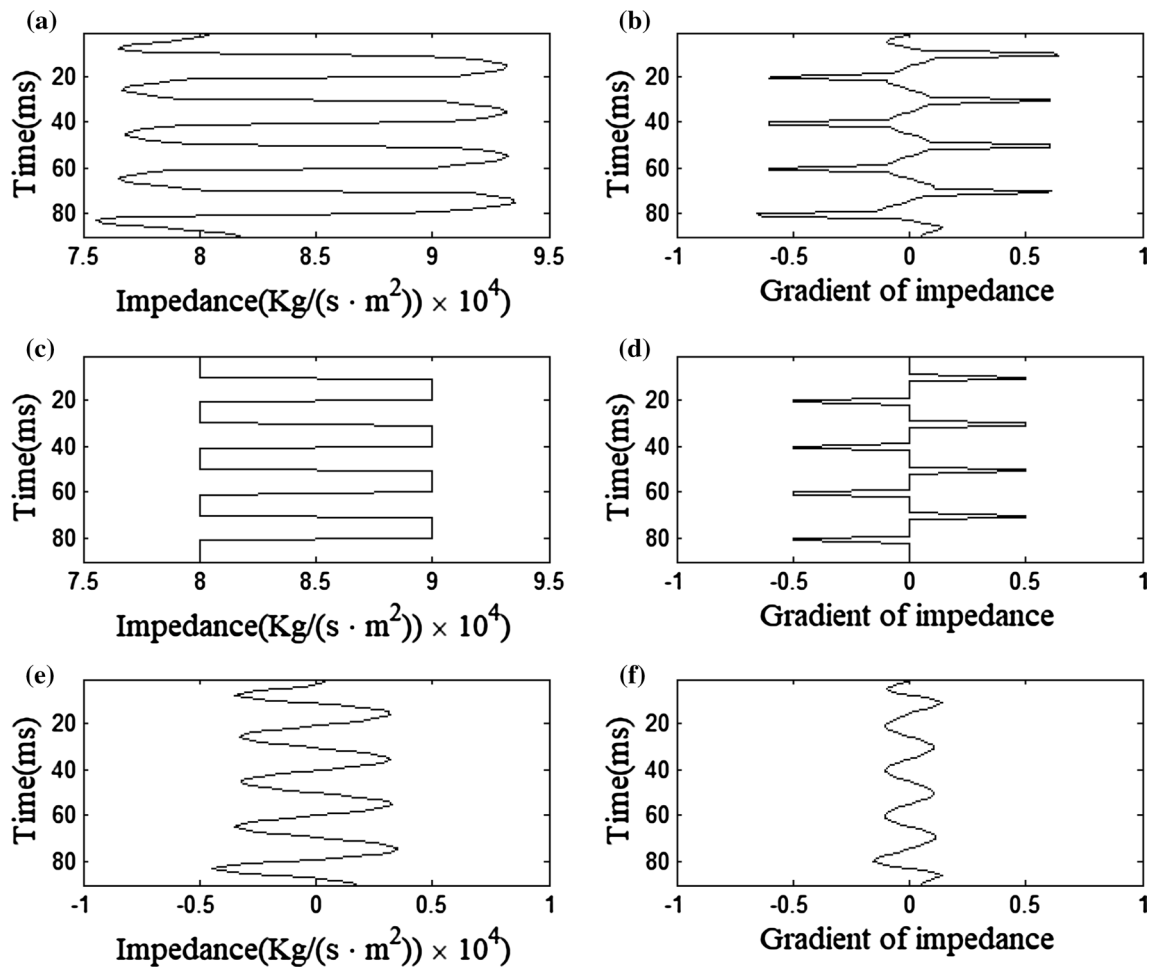 (a)
Time(ms)
20
40
60
80
7.5 8 8.5 9 9.5
Impedance(Kg/(s · m²)) × 10⁴)
(b)
Time(ms)
20
40
60
80
-1 -0.5 0 0.5 1
Gradient of impedance
(c)
Time(ms)
20
40
60
80
7.5 8 8.5 9 9.5
Impedance(Kg/(s · m²)) × 10⁴)
(d)
Time(ms)
20
40
60
80
-1 -0.5 0 0.5 1
Gradient of impedance
(e)
Time(ms)
20
40
60
80
-1 -0.5 0 0.5 1
Impedance(Kg/(s · m²)) × 10⁴)
(f)
Time(ms)
20
40
60
80
-1 -0.5 0 0.5 1
Gradient of impedance